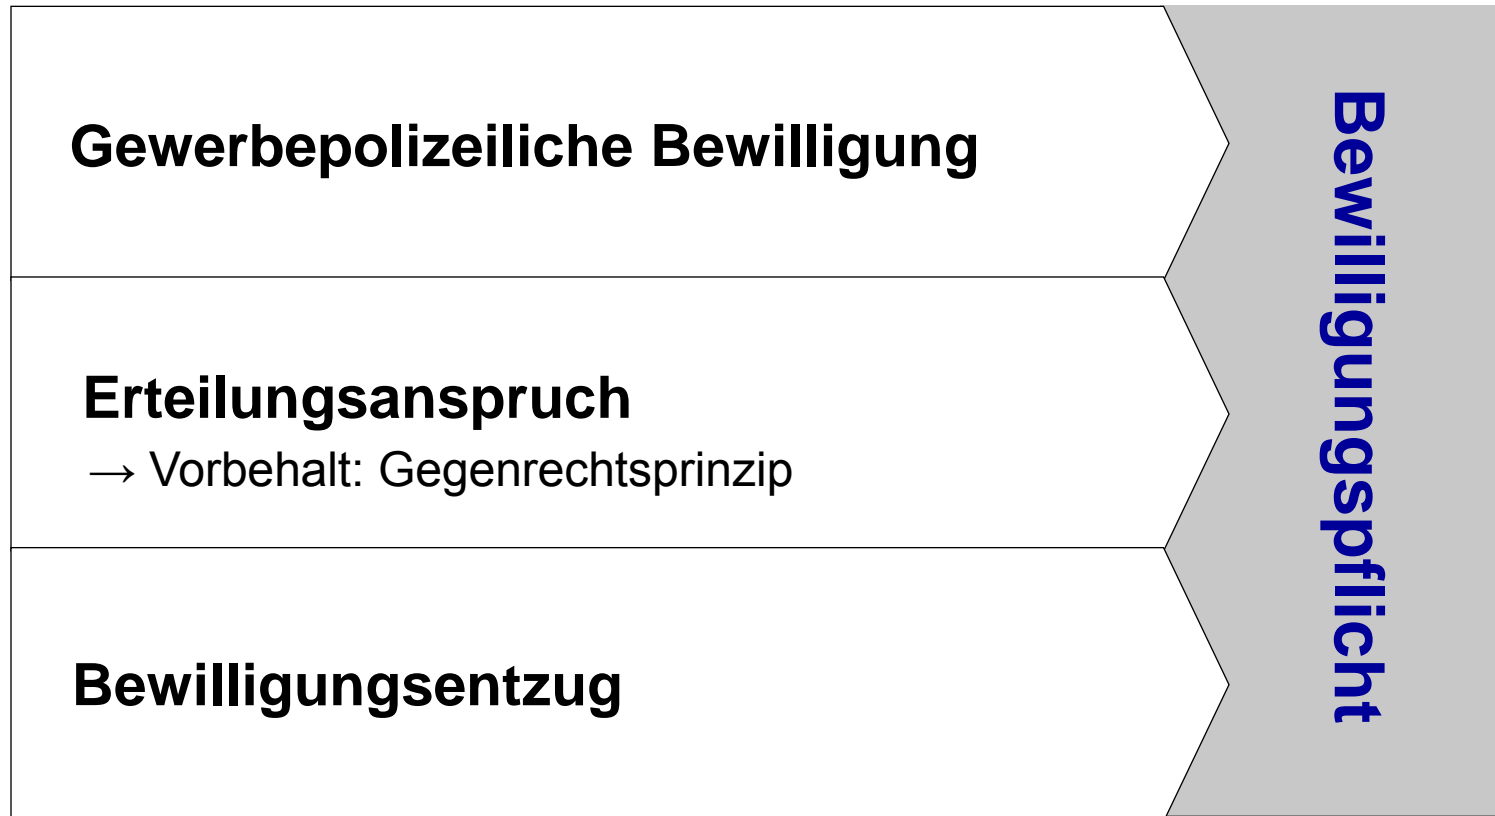 Gewerbepolizeiliche Bewilligung
Erteilungsanspruch
→ Vorbehalt: Gegenrechtsprinzip
Bewilligungsentzug
Bewilligungspflicht